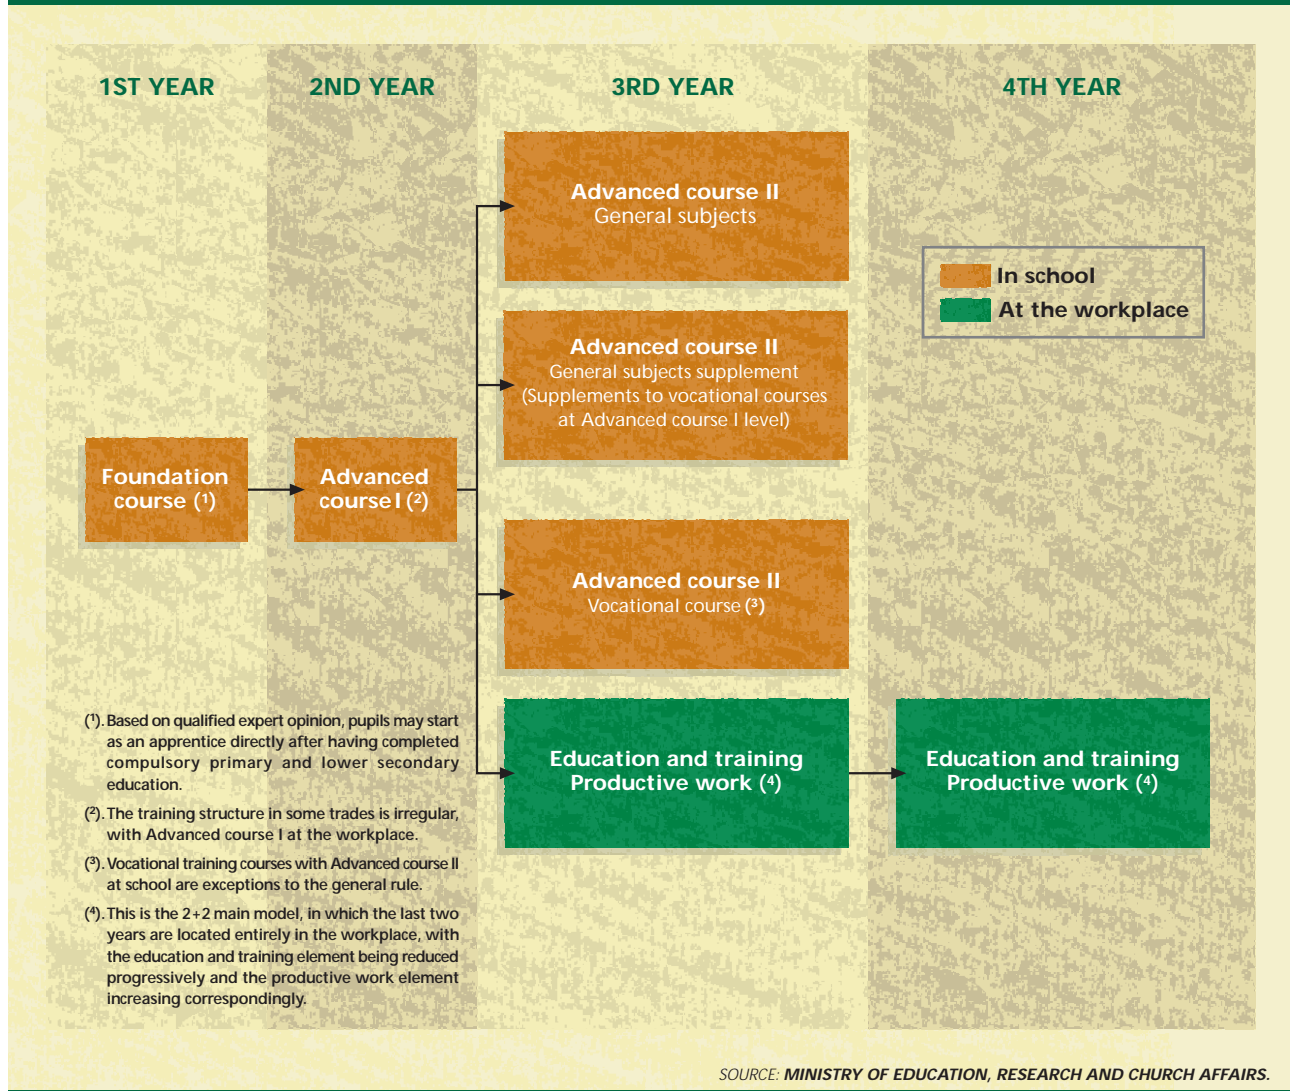 1ST YEAR
2ND YEAR
3RD YEAR
4TH YEAR
Advanced course II
General subjects
In school
At the workplace
Advanced course II
General subjects supplement
(Supplements to vocational courses
at Advanced course I level)
Foundation
course (¹)
Advanced
course I (²)
Advanced course II
Vocational course (³)
Education and training
Productive work (⁴)
Education and training
Productive work (⁴)
(¹). Based on qualified expert opinion, pupils may start
as an apprentice directly after having completed
compulsory primary and lower secondary
education.
(²). The training structure in some trades is irregular,
with Advanced course I at the workplace.
(³). Vocational training courses with Advanced course II
at school are exceptions to the general rule.
(⁴). This is the 2+2 main model, in which the last two
years are located entirely in the workplace, with
the education and training element being reduced
progressively and the productive work element
increasing correspondingly.
SOURCE: MINISTRY OF EDUCATION, RESEARCH AND CHURCH AFFAIRS.